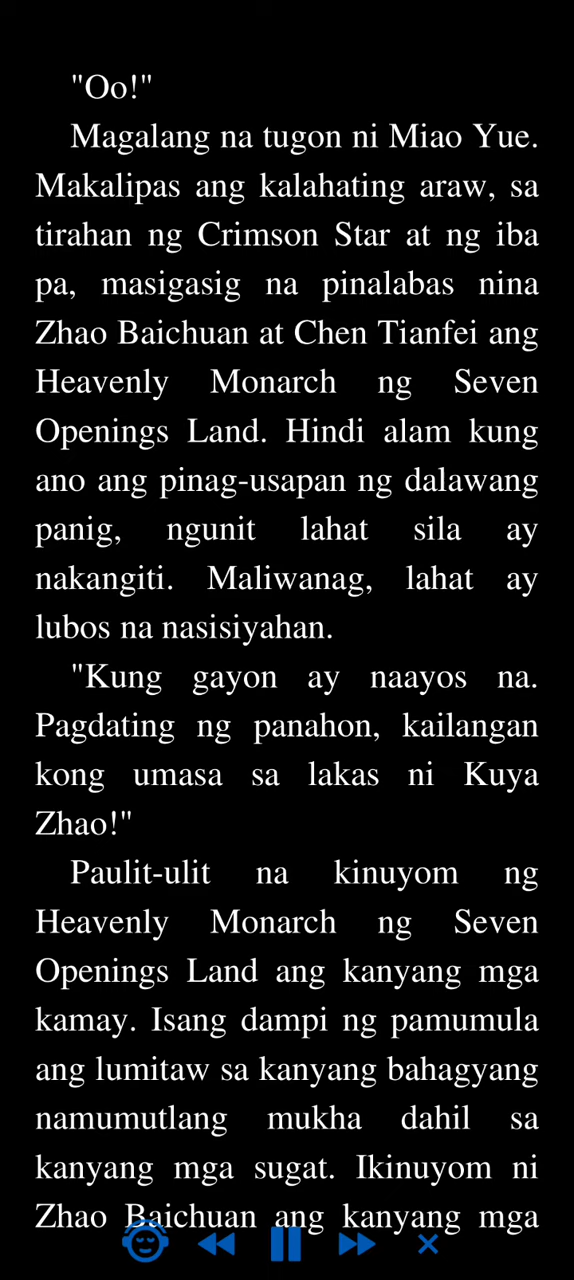 "Oo!"
Magalang na tugon ni Miao Yue.
Makalipas ang kalahating araw, sa
tirahan ng Crimson Star at ng iba
pa, masigasig na pinalabas nina
Zhao Baichuan at Chen Tianfei ang
Heavenly Monarch ng Seven
Openings Land. Hindi alam kung
ano ang pinag-usapan ng dalawang
panig, ngunit lahat sila ay
nakangiti. Maliwanag, lahat ay
lubos na nasisiyahan.
"Kung gayon ay naayos na.
Pagdating ng panahon, kailangan
kong umasa sa lakas ni Kuya
Zhao!"
Paulit-ulit na kinuyom ng
Heavenly Monarch ng Seven
Openings Land ang kanyang mga
kamay. Isang dampi ng pamumula
ang lumitaw sa kanyang bahagyang
namumutlang mukha dahil sa
kanyang mga sugat. Ikinuyom ni
Zhao Baichuan ang kanyang mga